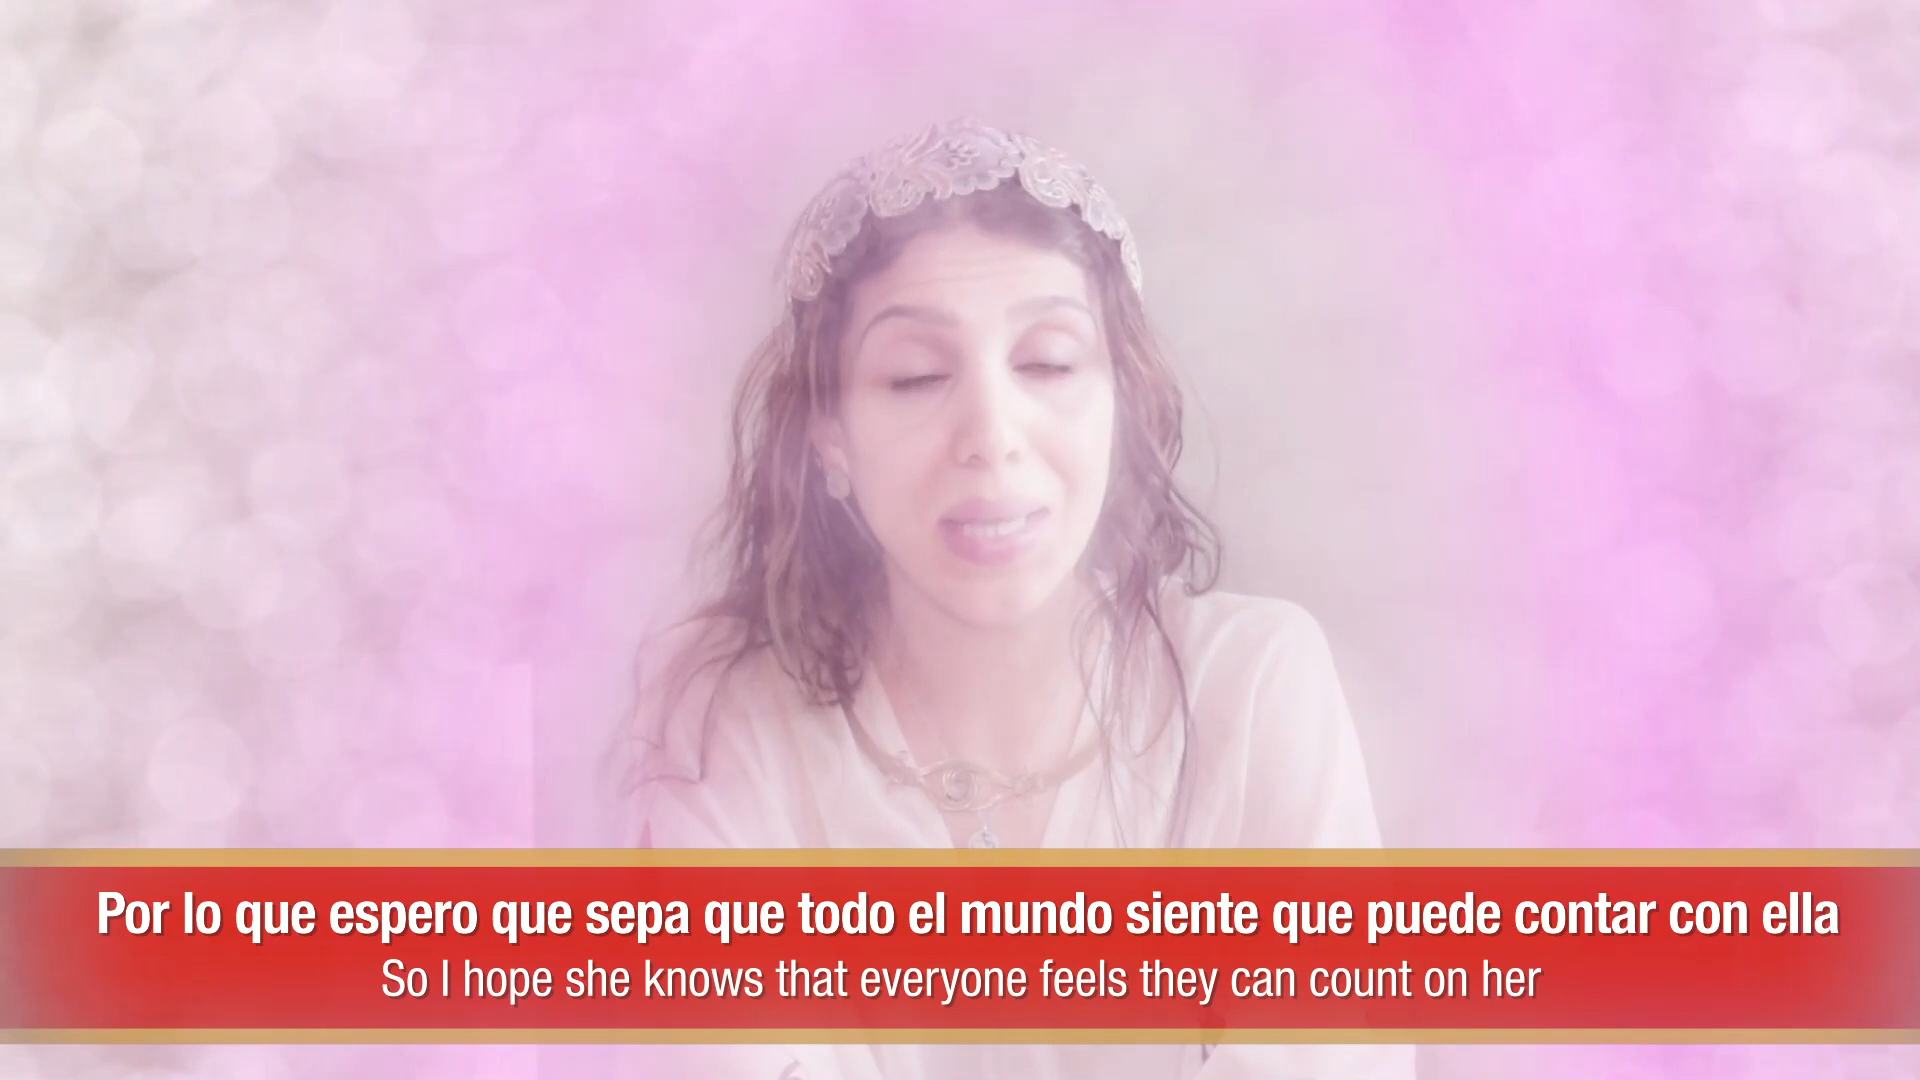 Por lo que espero que sepa que todo el mundo siente que puede contar con ella
So I hope she knows that everyone feels they can count on her